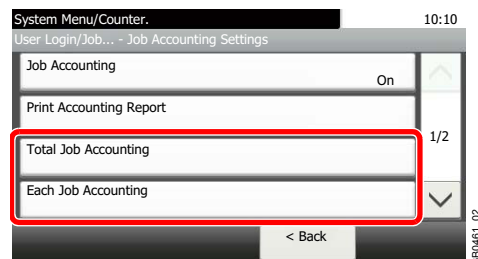 System Menu/Counter.
10:10
User Login/Job... - Job Accounting Settings
Job Accounting
On
Print Accounting Report
1/2
Total Job Accounting
Each Job Accounting
< Back
B0461_02